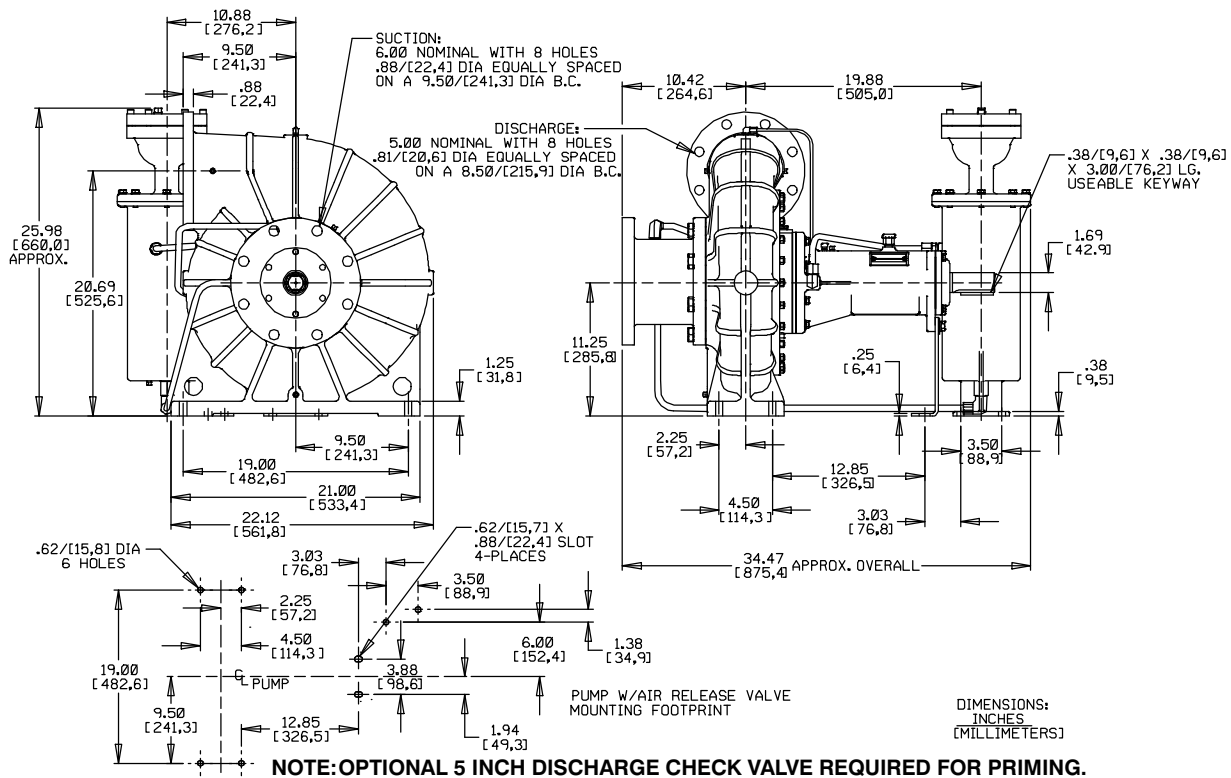 10.88
[276,2]
9.50
[241,3]
.88
[22,4]
SUCTION:
6.00 NOMINAL WITH 8 HOLES
.88/[22,4] DIA EQUALLY SPACED
ON A 9.50/[241,3] DIA B.C.
DISCHARGE:
5.00 NOMINAL WITH 8 HOLES
.81/[20,6] DIA EQUALLY SPACED
ON A 8.50/[215,9] DIA B.C.
25.98
[660,0]
APPROX.
20.69
[525,6]
1.25
[31,8]
9.50
[241,3]
19.00
[482,6]
21.00
[533,4]
22.12
[561,8]
10.42
[264,6]
19.88
[505,0]
.38/[9,6] X .38/[9,6]
X 3.00/[76,2] LG.
USEABLE KEYWAY
1.69
[42.9]
11.25
[285,8]
.25
[6,4]
.38
[9,5]
2.25
[57,2]
3.50
[88,9]
12.85
[326,5]
4.50
[114,3]
3.03
[76,8]
34.47
[875,4]
APPROX. OVERALL
.62/[15,8] DIA
6 HOLES
2.25
[57,2]
4.50
[114,3]
19.00
[482,6]
9.50
[241,3]
CL PUMP
12.85
[326,5]
3.03
[76,8]
.62/[15,7] X
.88/[22,4] SLOT
4-PLACES
3.50
[88,9]
6.00
[152,4]
1.38
[34,9]
3.88
[98,6]
1.94
[49,3]
PUMP W/AIR RELEASE VALVE
MOUNTING FOOTPRINT
DIMENSIONS:
INCHES
[MILLIMETERS]
NOTE: OPTIONAL 5 INCH DISCHARGE CHECK VALVE REQUIRED FOR PRIMING.